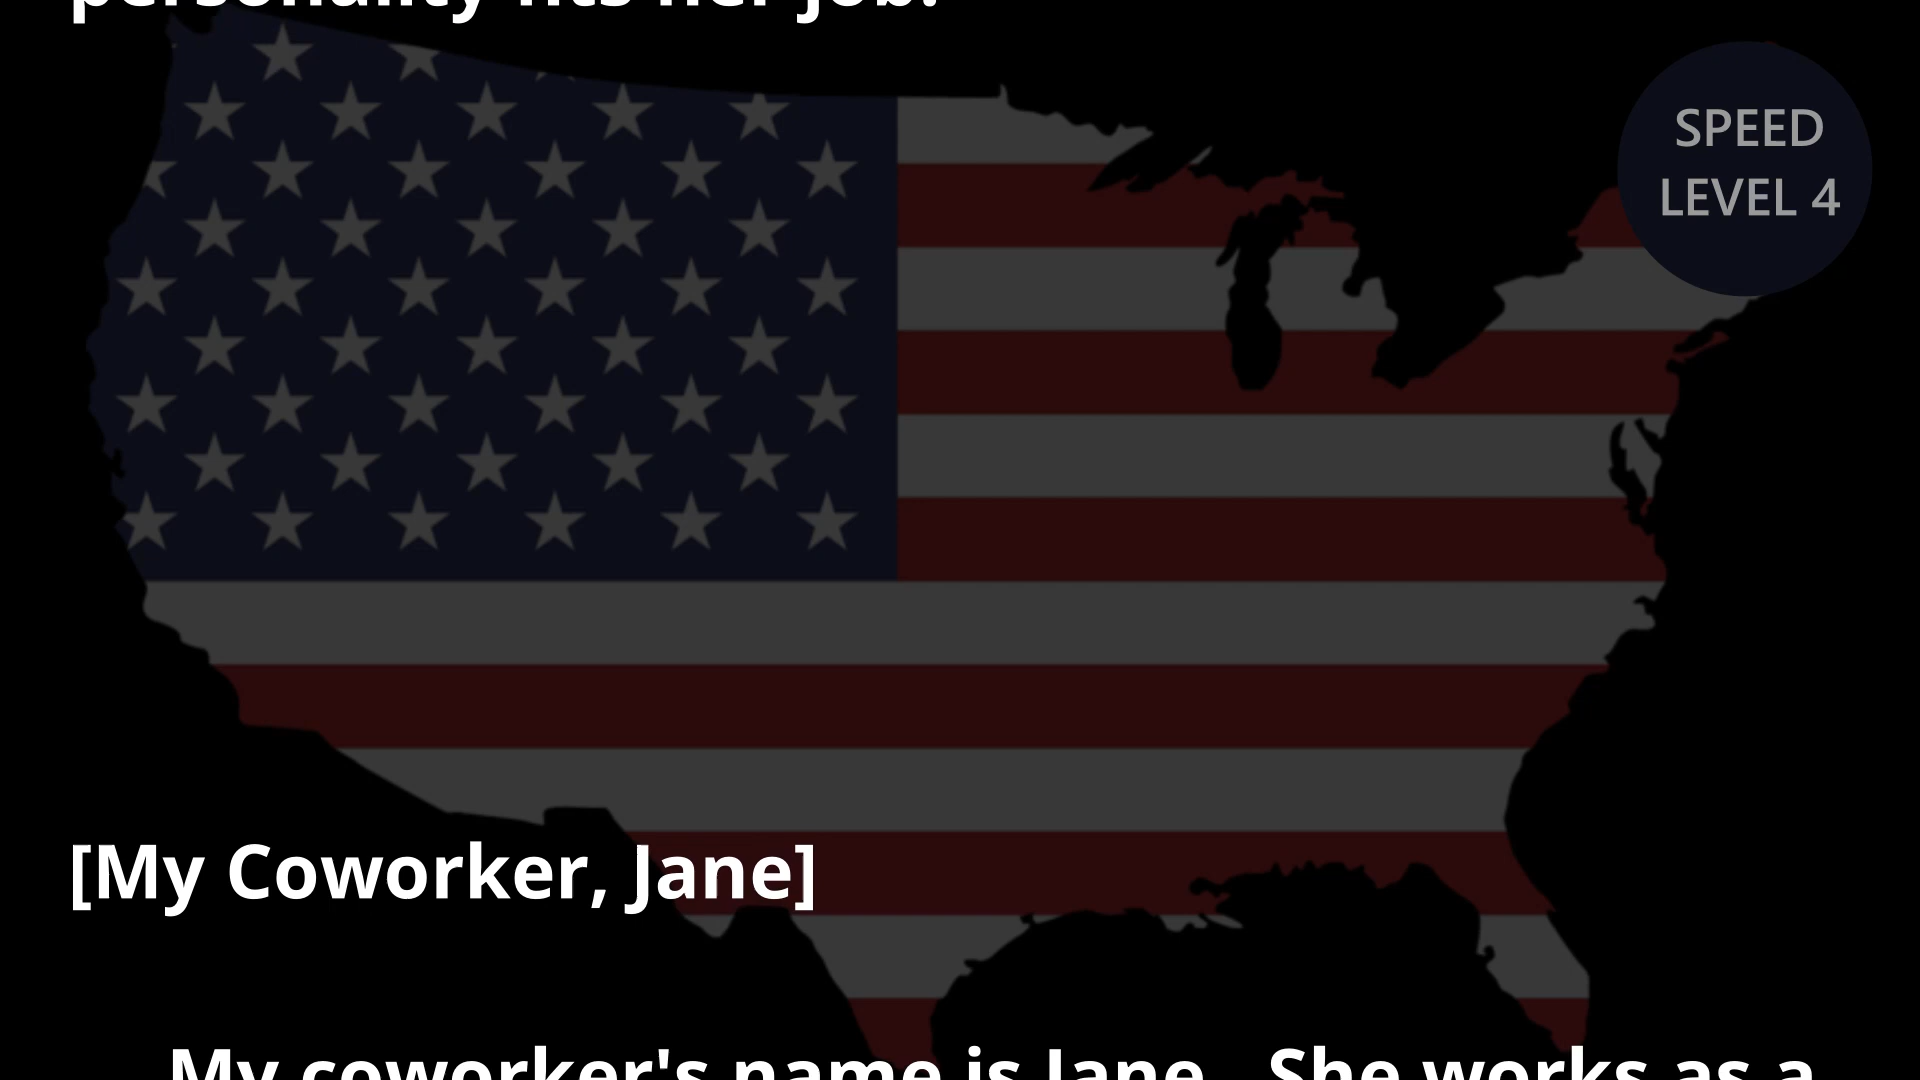 personality fits her job.
SPEED
LEVEL 4
[My Coworker, Jane]
My coworker's name is Jane. She works as a